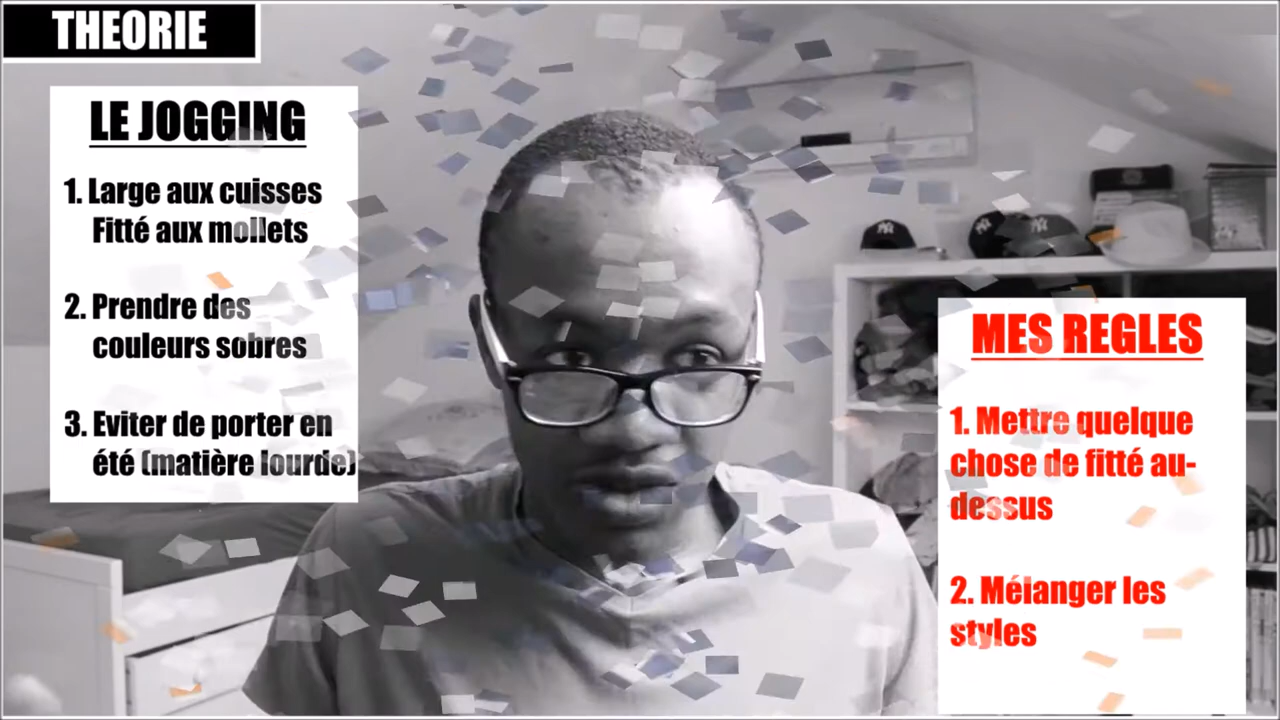 THEORIE
LE JOGGING
1. Large aux cuisses
Fitté aux mollets
2. Prendre des
couleurs sobres
3. Eviter de porter en
été (matière lourde)
MES REGLES
1. Mettre quelque
chose de fitté au-
dessus
2. Mélanger les
styles